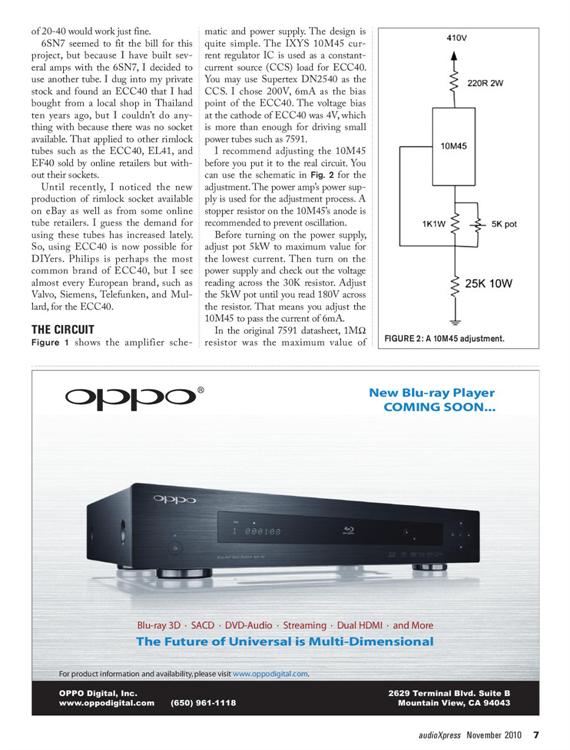 of 20-40 would work just fine.
6SN7 seemed to fit the bill for this
project, but because I have built sev-
eral amps with the 6SN7, I decided to
use another tube. I dug into my private
stock and found an ECC40 that I had
bought from a local shop in Thailand
ten years ago, but I couldn't do any-
thing with because there was no socket
available. That applied to other rimlock
tubes such as the ECC40, EL41, and
EF40 sold by online retailers but with-
out their sockets.
Until recently, I noticed the new
production of rimlock socket available
on eBay as well as from some online
tube retailers. I guess the demand for
using these tubes has increased lately.
So, using ECC40 is now possible for
DIYers. Philips is perhaps the most
common brand of ECC40, but I see
almost every European brand, such as
Valvo, Siemens, Telefunken, and Mul-
lard, for the ECC40.
THE CIRCUIT
Figure 1 shows the amplifier sche-
matic and power supply. The design is
quite simple. The IXYS 10M45 cur-
rent regulator IC is used as a constant-
current source (CCS) load for ECC40.
You may use Supertex DN2540 as the
CCS. I chose 200V, 6mA as the bias
point of the ECC40. The voltage bias
at the cathode of ECC40 was 4V, which
is more than enough for driving small
power tubes such as 7591.
I recommend adjusting the 10M45
before you put it to the real circuit. You
can use the schematic in Fig. 2 for the
adjustment. The power amp's power sup-
ply is used for the adjustment process. A
stopper resistor on the 10M45's anode is
recommended to prevent oscillation.
Before turning on the power supply,
adjust pot 5kW to maximum value for
the lowest current. Then turn on the
power supply and check out the voltage
reading across the 30K resistor. Adjust
the 5kW pot until you read 180V across
the resistor. That means you adjust the
10M45 to pass the current of 6mA.
In the original 7591 datasheet, 1MΩ
resistor was the maximum value of
410V
220R 2W
10M45
1K1W
5K pot
25K 10W
FIGURE 2: A 10M45 adjustment.
oppo®
New Blu-ray Player
COMING SOON...
oppo
Blu-ray 3D · SACD · DVD-Audio · Streaming · Dual HDMI · and More
The Future of Universal is Multi-Dimensional
For product information and availability, please visit www.oppodigital.com.
OPPO Digital, Inc.
www.oppodigital.com (650) 961-1118
2629 Terminal Blvd. Suite B
Mountain View, CA 94043
audioXpress November 2010 7